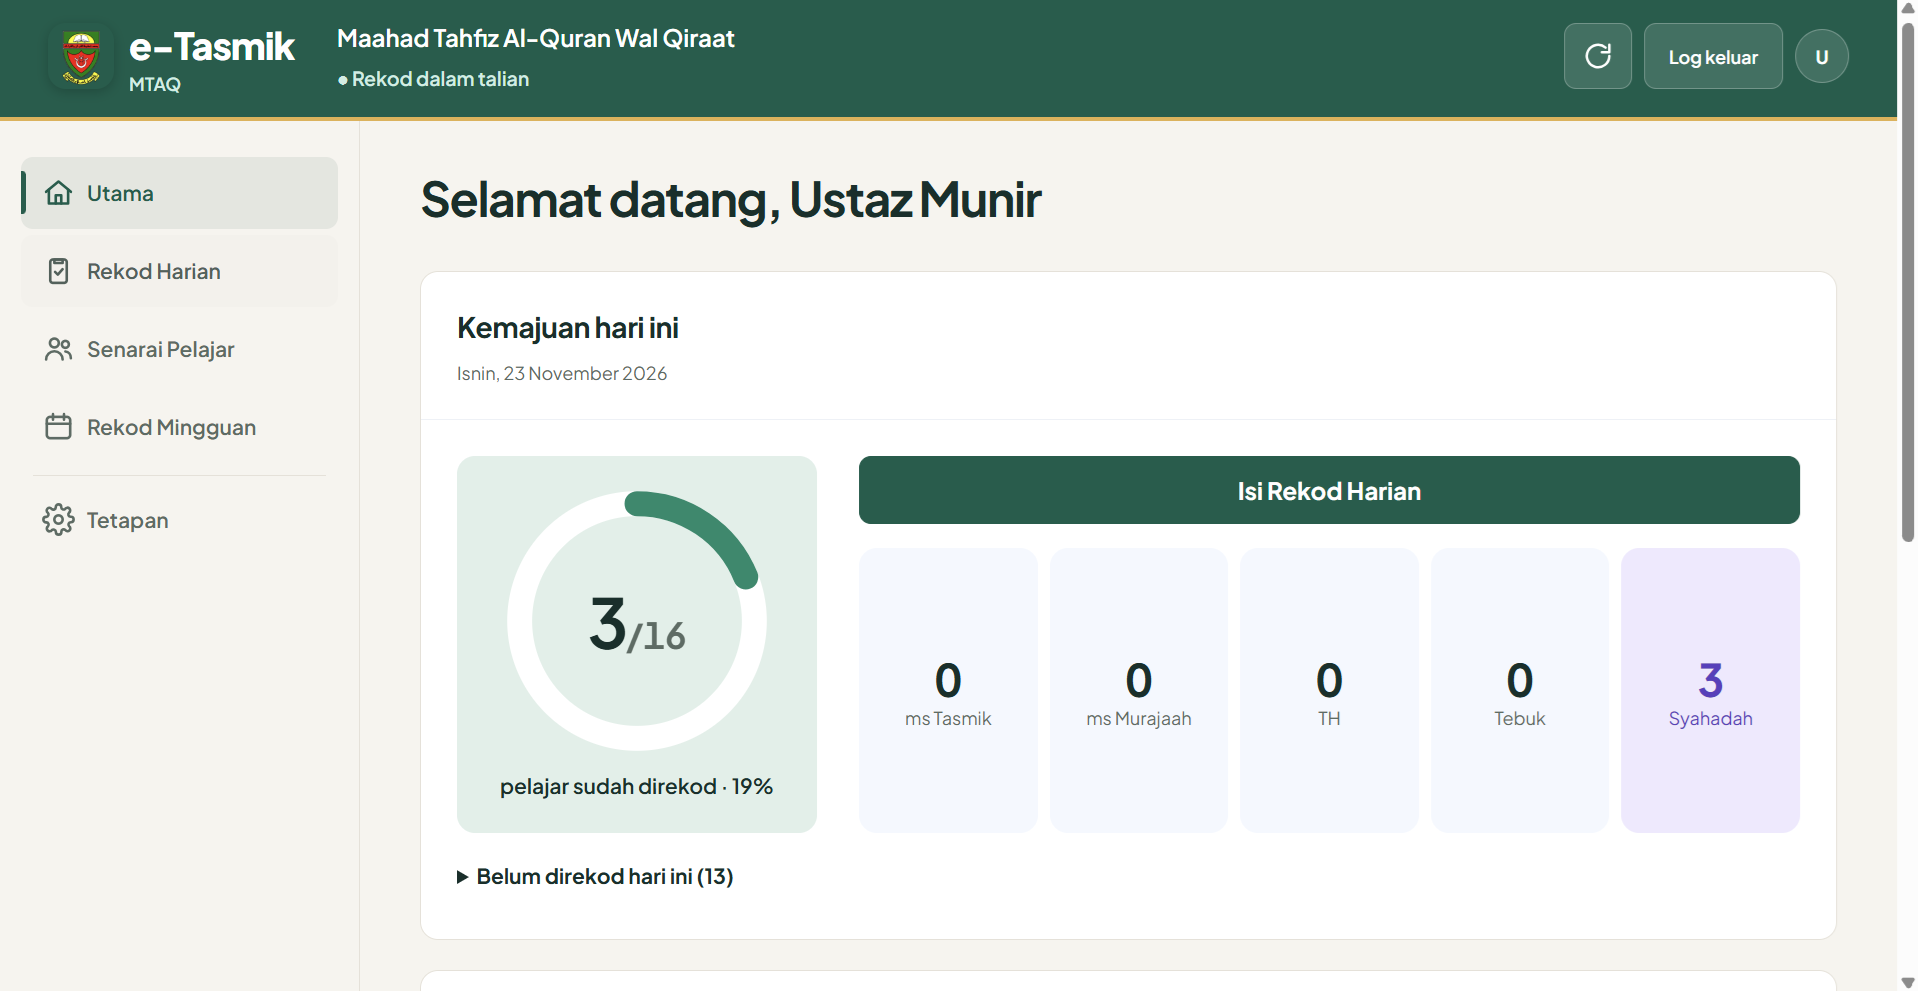 e-Tasmik
MTAQ
Maahad Tahfiz Al-Quran Wal Qiraat
● Rekod dalam talian
Log keluar
U
Utama
Rekod Harian
Senarai Pelajar
Rekod Mingguan
Tetapan
Selamat datang, Ustaz Munir
Kemajuan hari ini
Isnin, 23 November 2026
3/16
pelajar sudah direkod · 19%
Isi Rekod Harian
0
ms Tasmik
0
ms Murajaah
0
TH
0
Tebuk
3
Syahadah
Belum direkod hari ini (13)